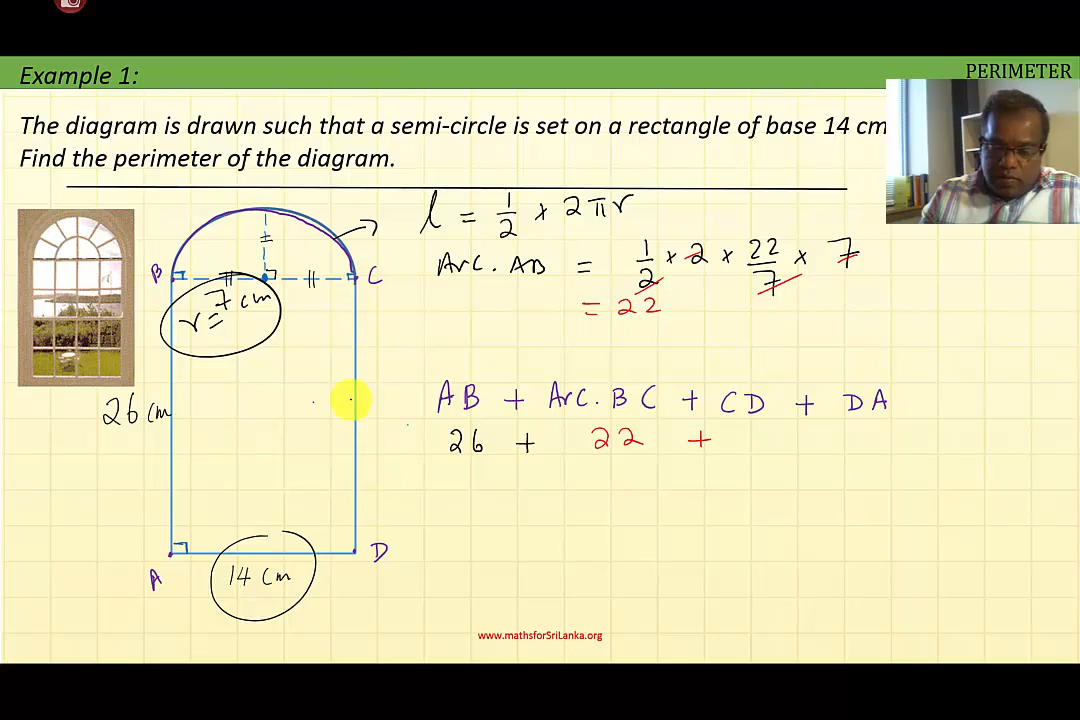 Example 1:
PERIMETER
The diagram is drawn such that a semi-circle is set on a rectangle of base 14 cm
Find the perimeter of the diagram.
l = 1/2 × 2πr
B
C
Arc. AB = 1/2 × 2 × 22/7 × 7
= 22
r = 7 cm
26 cm
AB + Arc. BC + CD + DA
26 + 22 +
A
D
14 cm
www.mathsforSriLanka.org